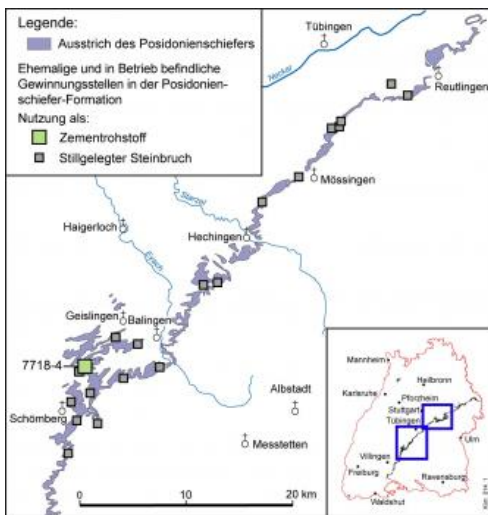 Legende:
Ausstrich des Posidonienschiefers
Ehemalige und in Betrieb befindliche
Gewinnungsstellen in der Posidonien-
schiefer-Formation
Nutzung als:
Zementrohstoff
Stillgelegter Steinbruch
Tübingen
Neckar
Reutlingen
Mössingen
Starzel
Haigerloch
Hechingen
Eyach
Geislingen
Balingen
7718-4
Schömberg
Albstadt
Messtetten
0 10 20 km
Mannheim
Heilbronn
Karlsruhe
Pforzheim
Stuttgart
Tübingen
Ulm
Villingen
Freiburg
Ravensburg
Waldshut